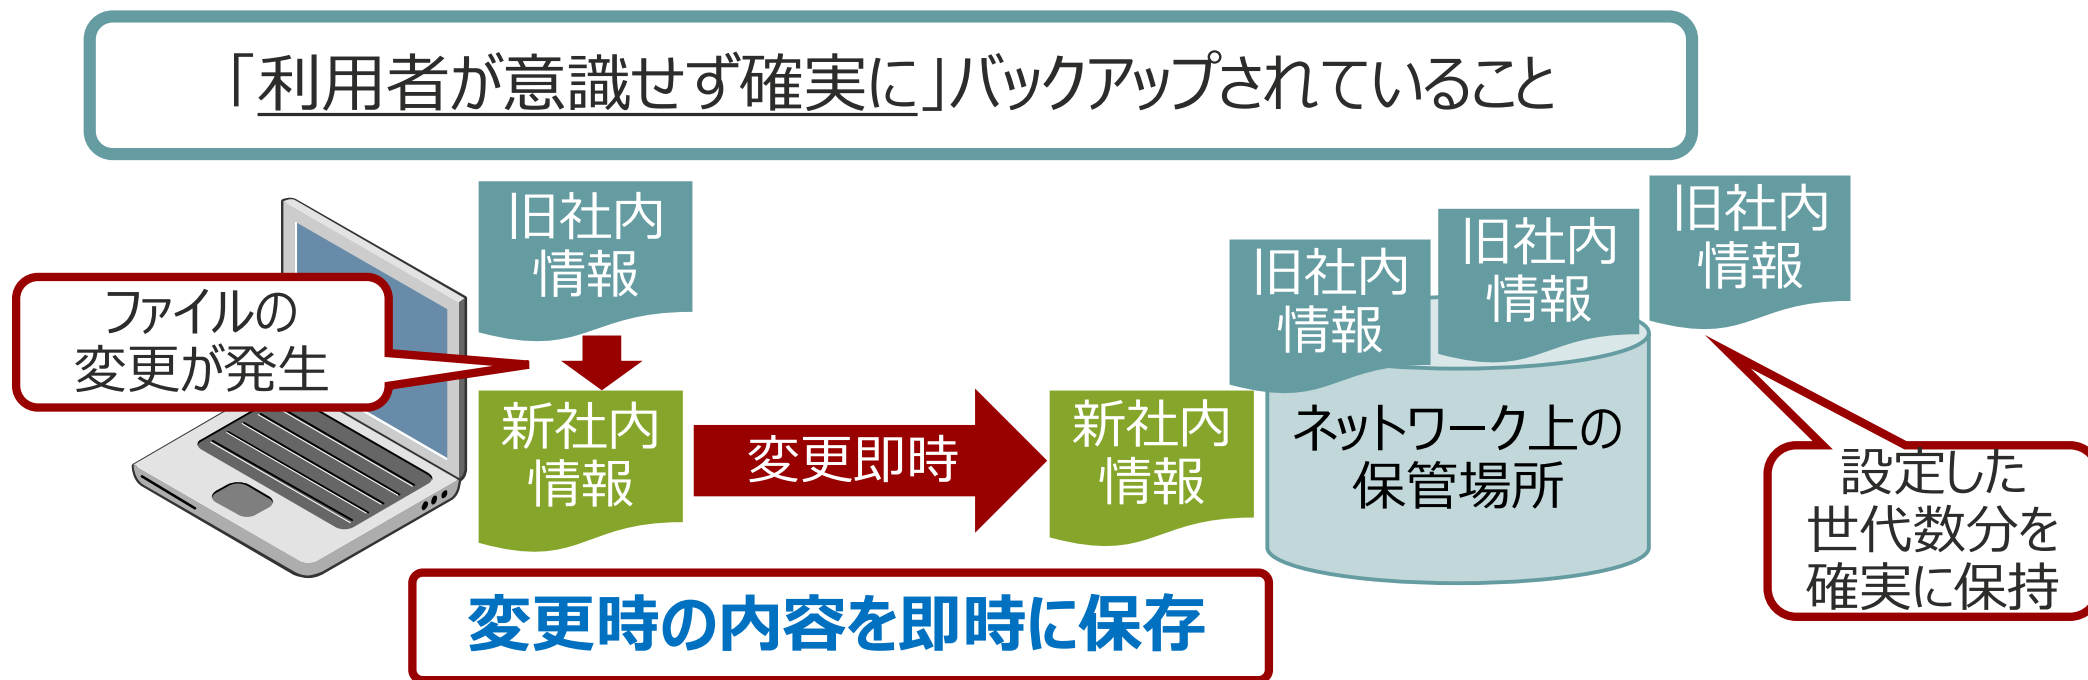 「利用者が意識せず確実に」バックアップされていること
旧社内
情報
ファイルの
変更が発生
新社内
情報
変更即時
新社内
情報
旧社内
情報
旧社内
情報
旧社内
情報
ネットワーク上の
保管場所
設定した
世代数分を
確実に保持
変更時の内容を即時に保存